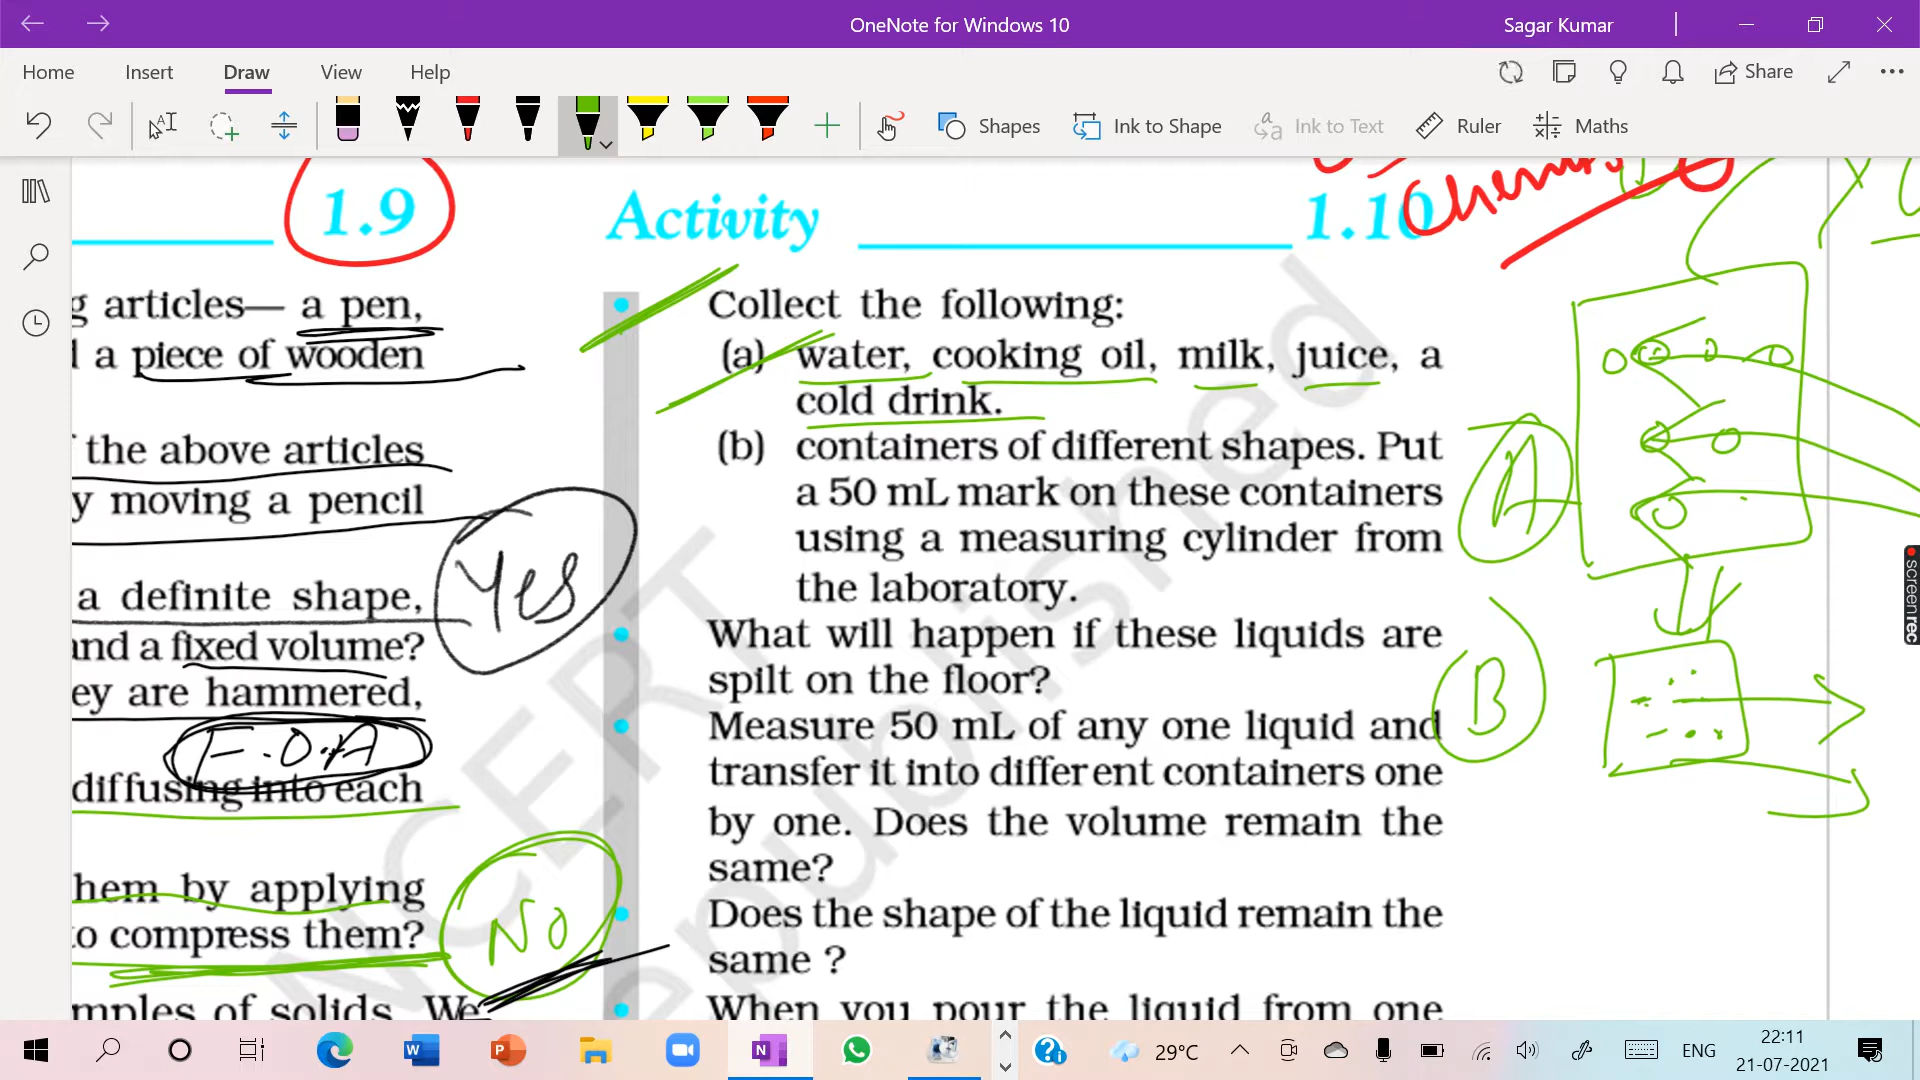 OneNote for Windows 10
Sagar Kumar
Home Insert Draw View Help
Share
Shapes Ink to Shape Ink to Text Ruler Maths
1.9
g articles— a pen,
l a piece of wooden
the above articles
y moving a pencil
Yes
a definite shape,
and a fixed volume?
ey are hammered,
F.O.A
diffusing into each
hem by applying
to compress them?
No
mples of solids. We
Activity 1.10
Collect the following:
(a) water, cooking oil, milk, juice, a
cold drink.
(b) containers of different shapes. Put
a 50 mL mark on these containers
using a measuring cylinder from
the laboratory.
What will happen if these liquids are
spilt on the floor?
Measure 50 mL of any one liquid and
transfer it into different containers one
by one. Does the volume remain the
same?
Does the shape of the liquid remain the
same ?
When you pour the liquid from one
A
B
NCERT
republished
screenrec
29°C
ENG
22:11
21-07-2021